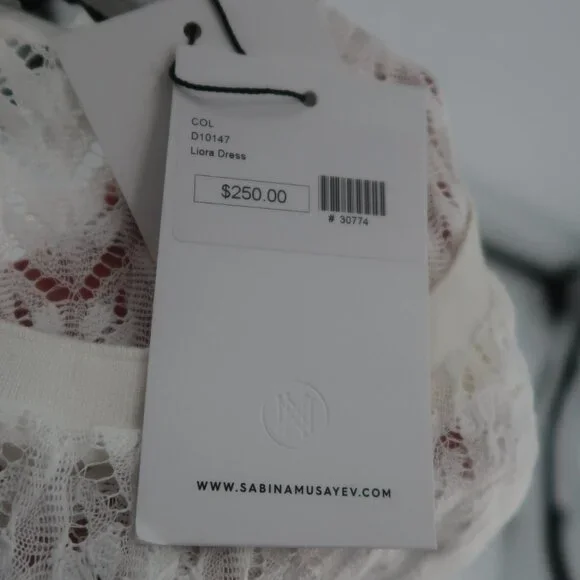 COL
D10147
Liora Dress
$250.00
# 30774
WWW.SABINAMUSAYEV.COM